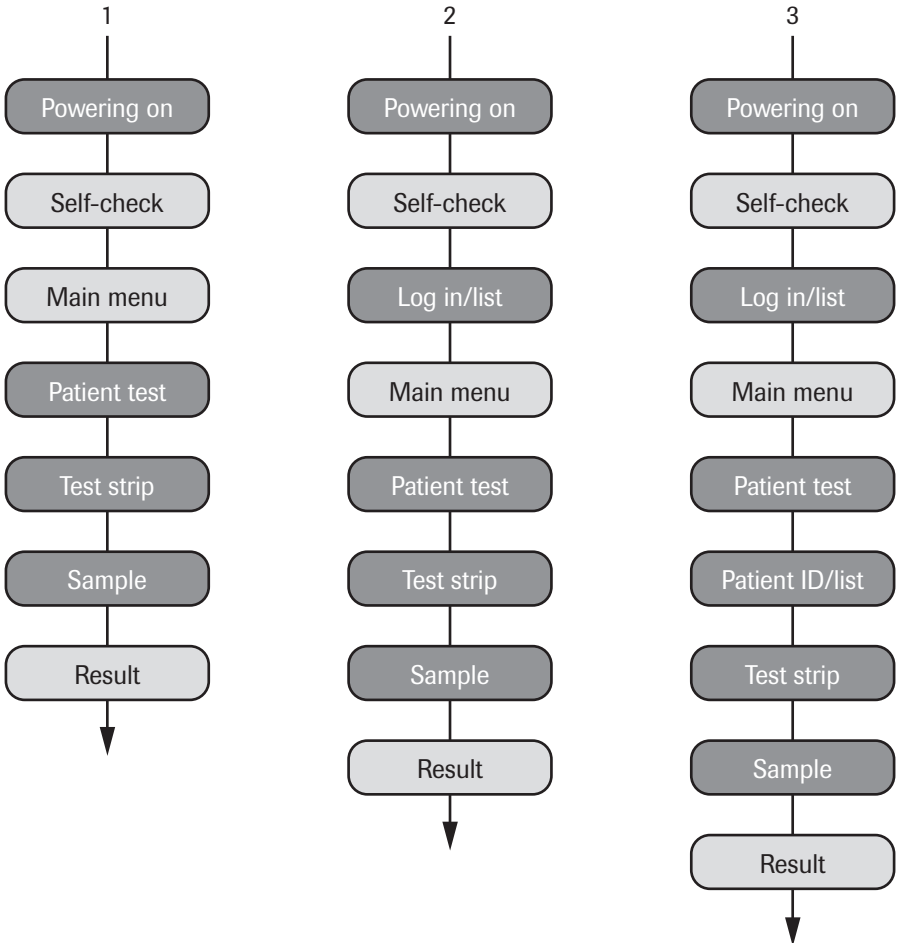 1
Powering on
Self-check
Main menu
Patient test
Test strip
Sample
Result
2
Powering on
Self-check
Log in/list
Main menu
Patient test
Test strip
Sample
Result
3
Powering on
Self-check
Log in/list
Main menu
Patient test
Patient ID/list
Test strip
Sample
Result